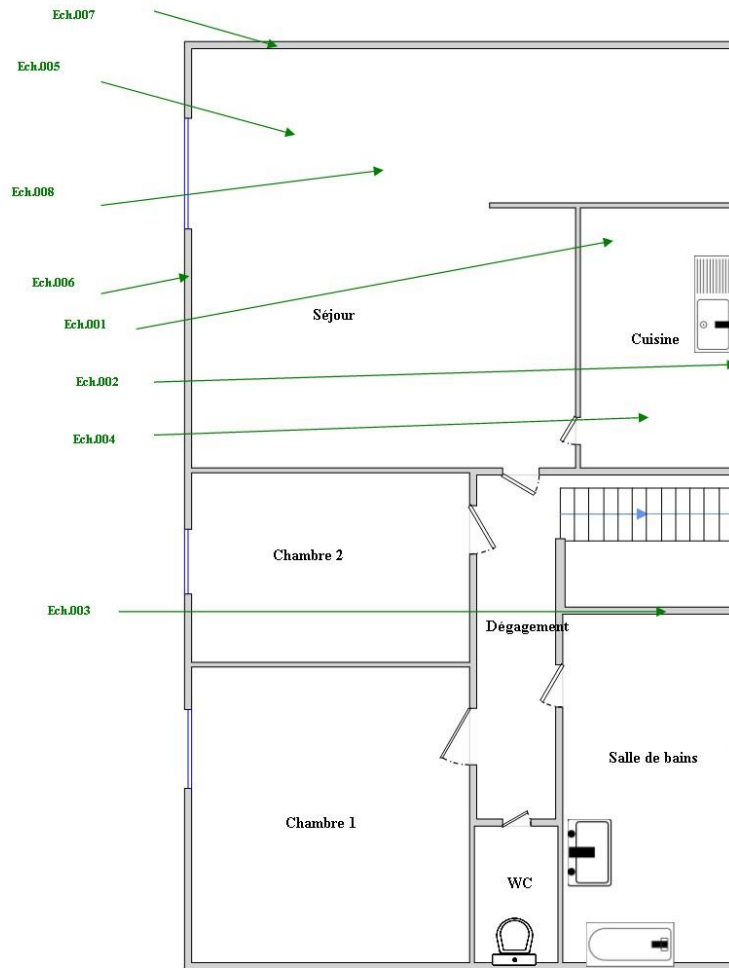 Ech.007
Ech.005
Ech.008
Ech.006
Séjour
Ech.001
Cuisine
Ech.002
Ech.004
Chambre 2
Ech.003
Dégagement
Salle de bains
Chambre 1
WC